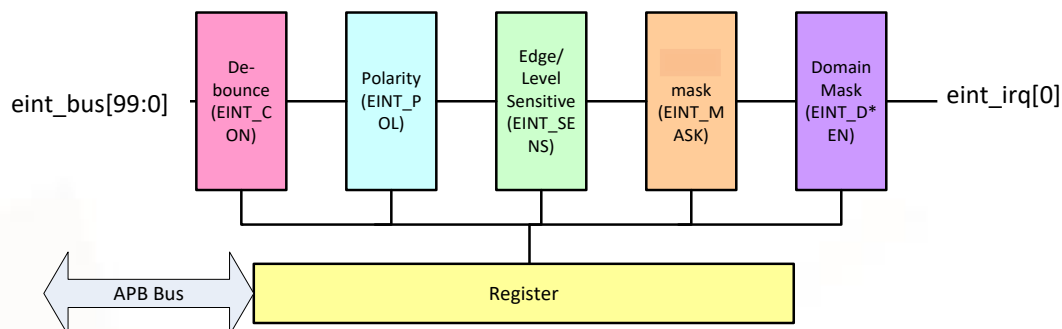 eint_bus[99:0]
De-
bounce
(EINT_C
ON)
Polarity
(EINT_P
OL)
Edge/
Level
Sensitive
(EINT_SE
NS)
mask
(EINT_M
ASK)
Domain
Mask
(EINT_D*
EN)
eint_irq[0]
APB Bus
Register